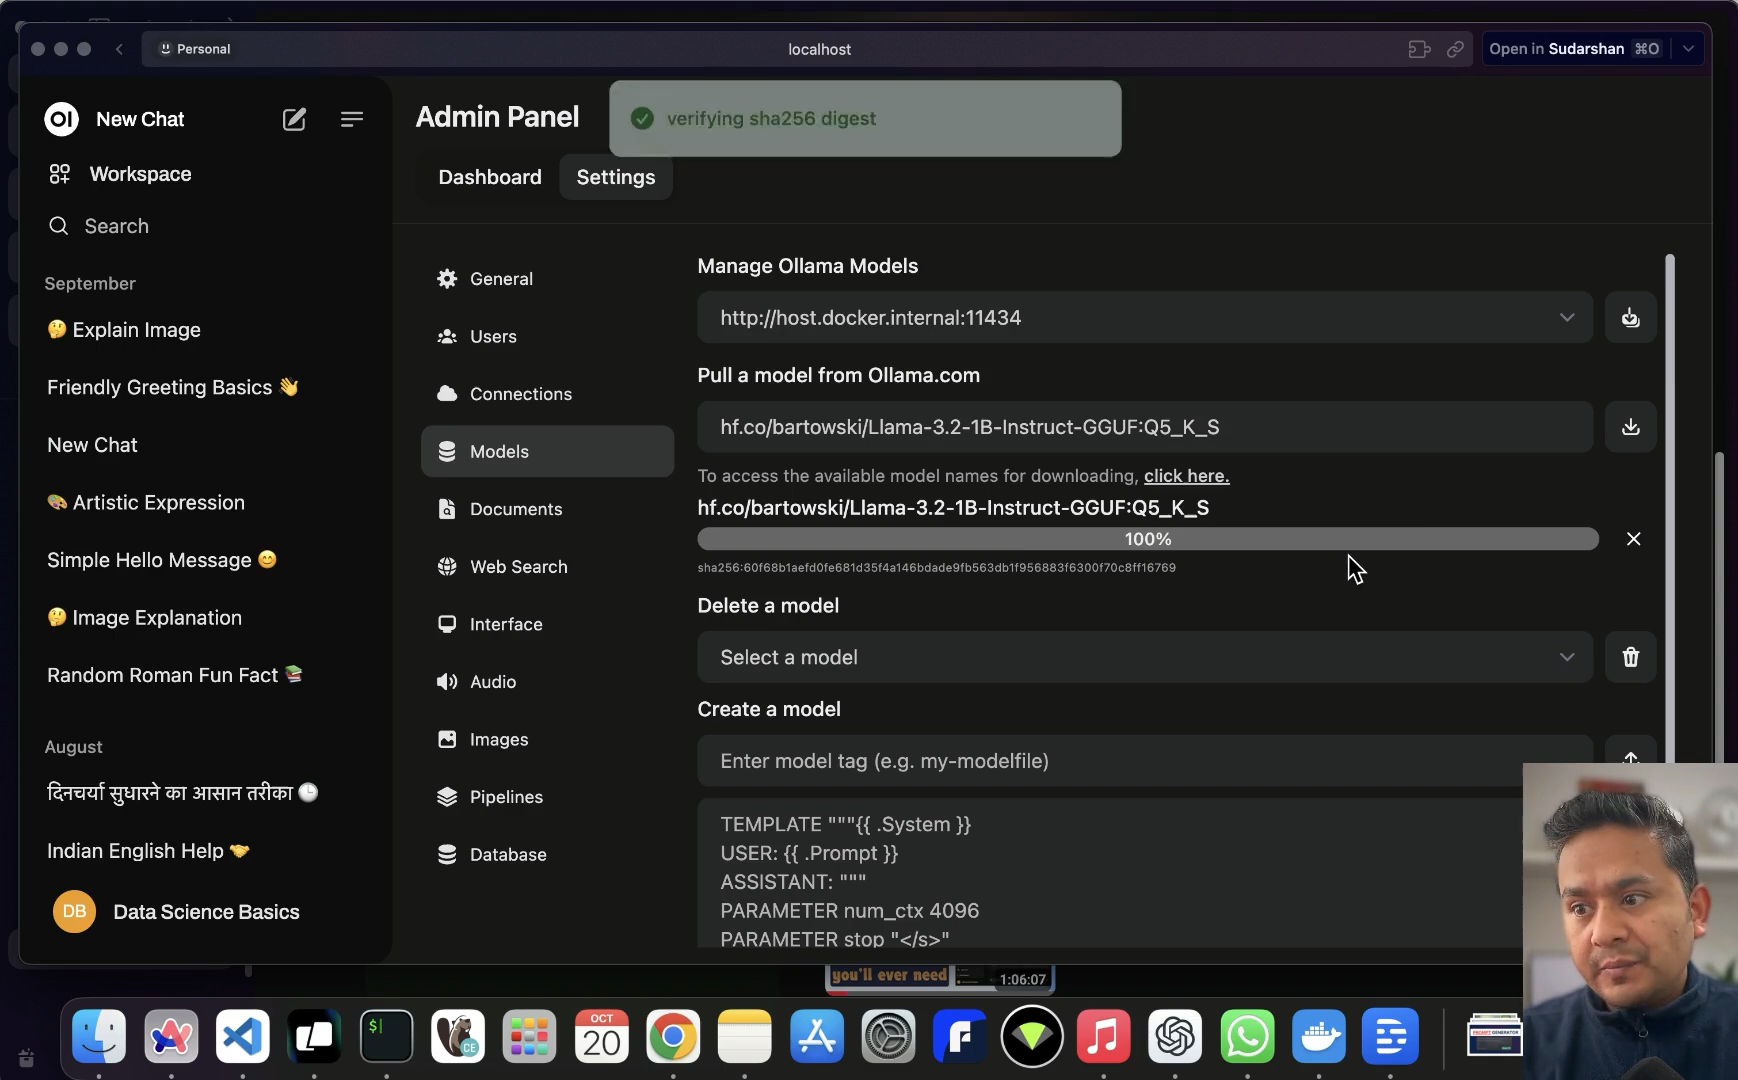 Personal
localhost
Open in Sudarshan ⌘O
OI New Chat
Workspace
Search
September
🤔 Explain Image
Friendly Greeting Basics 👋
New Chat
🎨 Artistic Expression
Simple Hello Message 😊
🤔 Image Explanation
Random Roman Fun Fact 📚
August
दिनचर्या सुधारने का आसान तरीका 🕒
Indian English Help 🤝
DB Data Science Basics
Admin Panel
verifying sha256 digest
Dashboard Settings
General
Users
Connections
Models
Documents
Web Search
Interface
Audio
Images
Pipelines
Database
Manage Ollama Models
http://host.docker.internal:11434
Pull a model from Ollama.com
hf.co/bartowski/Llama-3.2-1B-Instruct-GGUF:Q5_K_S
To access the available model names for downloading, click here.
hf.co/bartowski/Llama-3.2-1B-Instruct-GGUF:Q5_K_S
100%
sha256:60f68b1aefd0fe681d35f4a146bdade9fb563db1f956883f6300f70c8ff16769
Delete a model
Select a model
Create a model
Enter model tag (e.g. my-modelfile)
TEMPLATE """{{ .System }}
USER: {{ .Prompt }}
ASSISTANT: """
PARAMETER num_ctx 4096
PARAMETER stop "</s>"
you'll ever need
1:06:07
$
CE
OCT
20
PROMPT GENERATOR